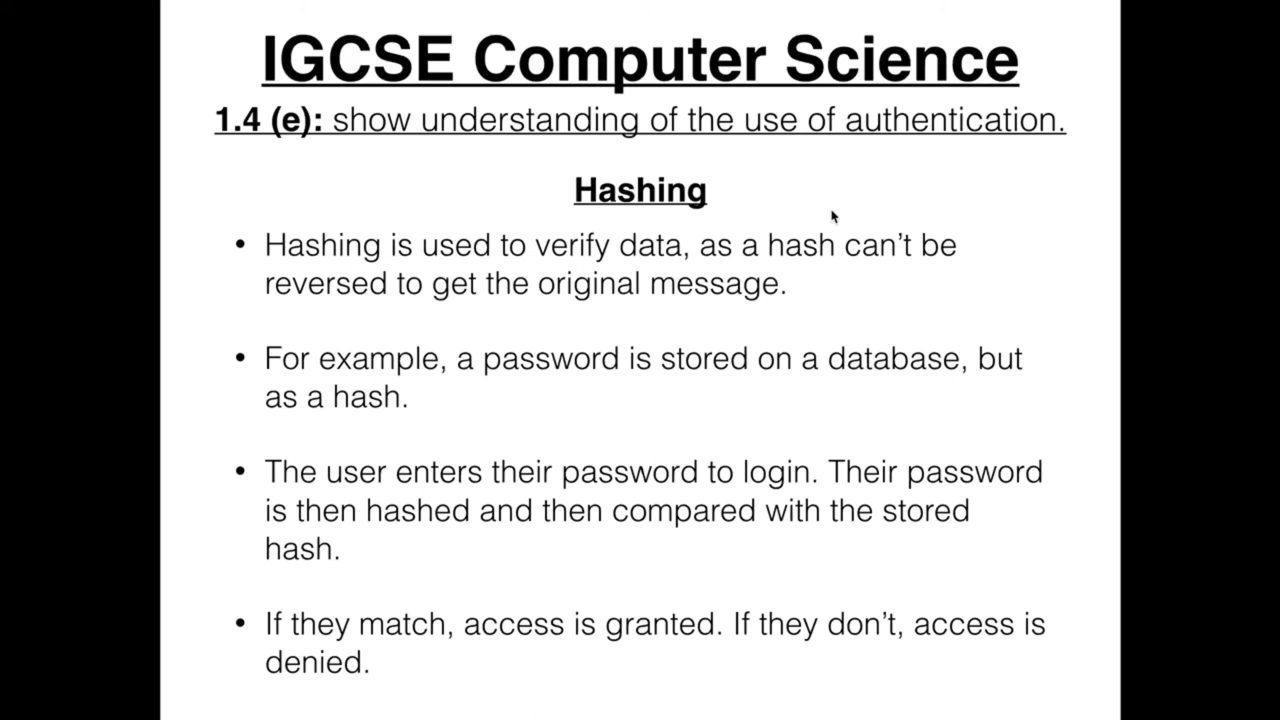 IGCSE Computer Science
1.4 (e): show understanding of the use of authentication.
Hashing
• Hashing is used to verify data, as a hash can’t be
reversed to get the original message.
• For example, a password is stored on a database, but
as a hash.
• The user enters their password to login. Their password
is then hashed and then compared with the stored
hash.
• If they match, access is granted. If they don’t, access is
denied.